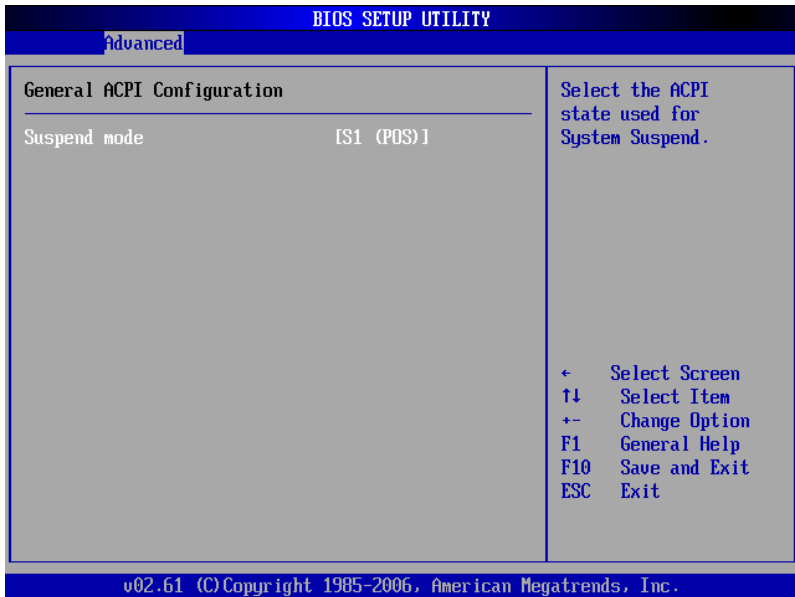 BIOS SETUP UTILITY
Advanced
General ACPI Configuration
Suspend mode [S1 (POS)]
Select the ACPI
state used for
System Suspend.
← Select Screen
↑↓ Select Item
+- Change Option
F1 General Help
F10 Save and Exit
ESC Exit
v02.61 (C)Copyright 1985-2006, American Megatrends, Inc.